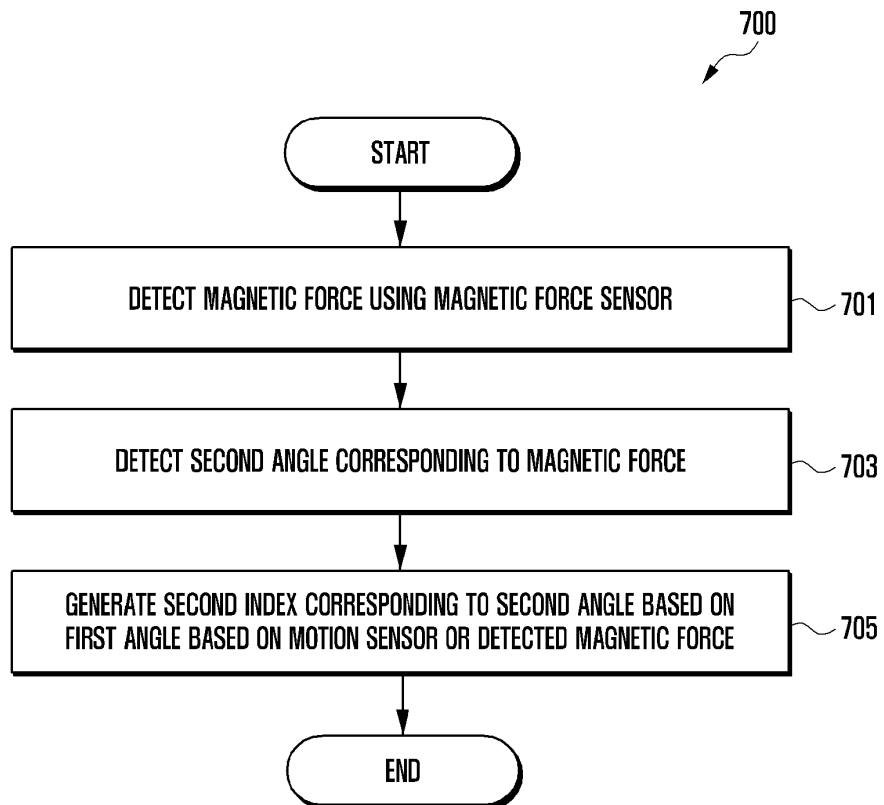 700
START
DETECT MAGNETIC FORCE USING MAGNETIC FORCE SENSOR
701
DETECT SECOND ANGLE CORRESPONDING TO MAGNETIC FORCE
703
GENERATE SECOND INDEX CORRESPONDING TO SECOND ANGLE BASED ON
FIRST ANGLE BASED ON MOTION SENSOR OR DETECTED MAGNETIC FORCE
705
END